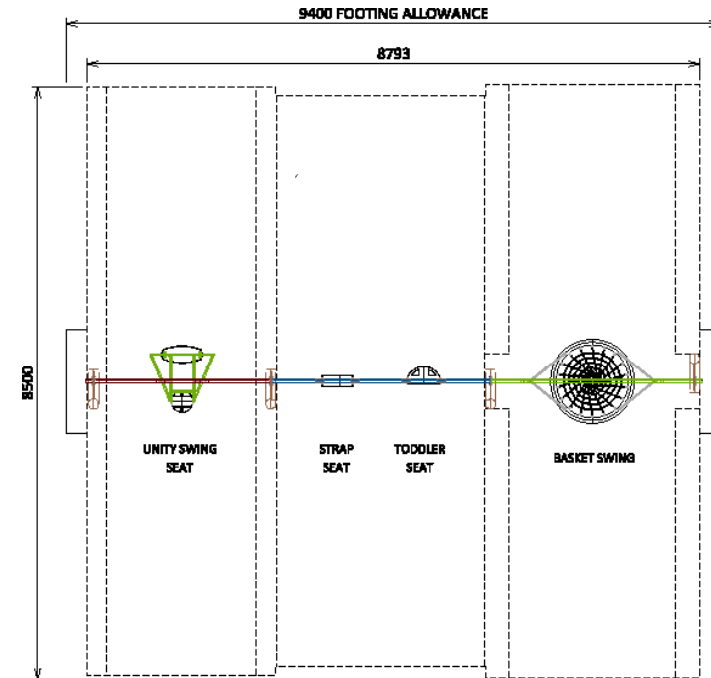 9400 FOOTING ALLOWANCE
8793
8500
UNITY SWING
SEAT
STRAP
SEAT
TODDLER
SEAT
BASKET SWING